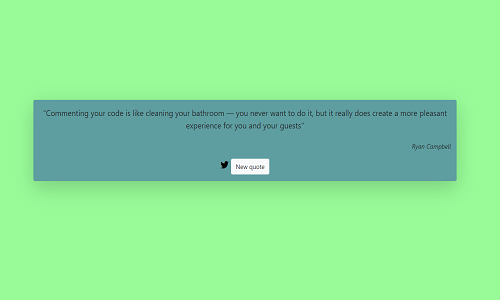 "Commenting your code is like cleaning your bathroom — you never want to do it, but it really does create a more pleasant
experience for you and your guests"
Ryan Campbell
New quote